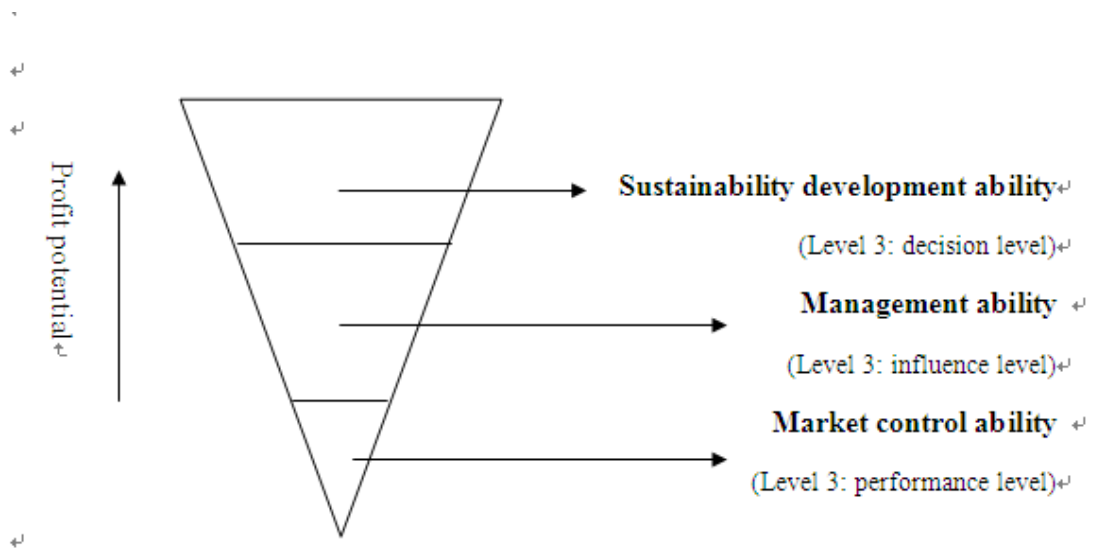 Profit potential
Sustainability development ability
(Level 3: decision level)
Management ability
(Level 3: influence level)
Market control ability
(Level 3: performance level)